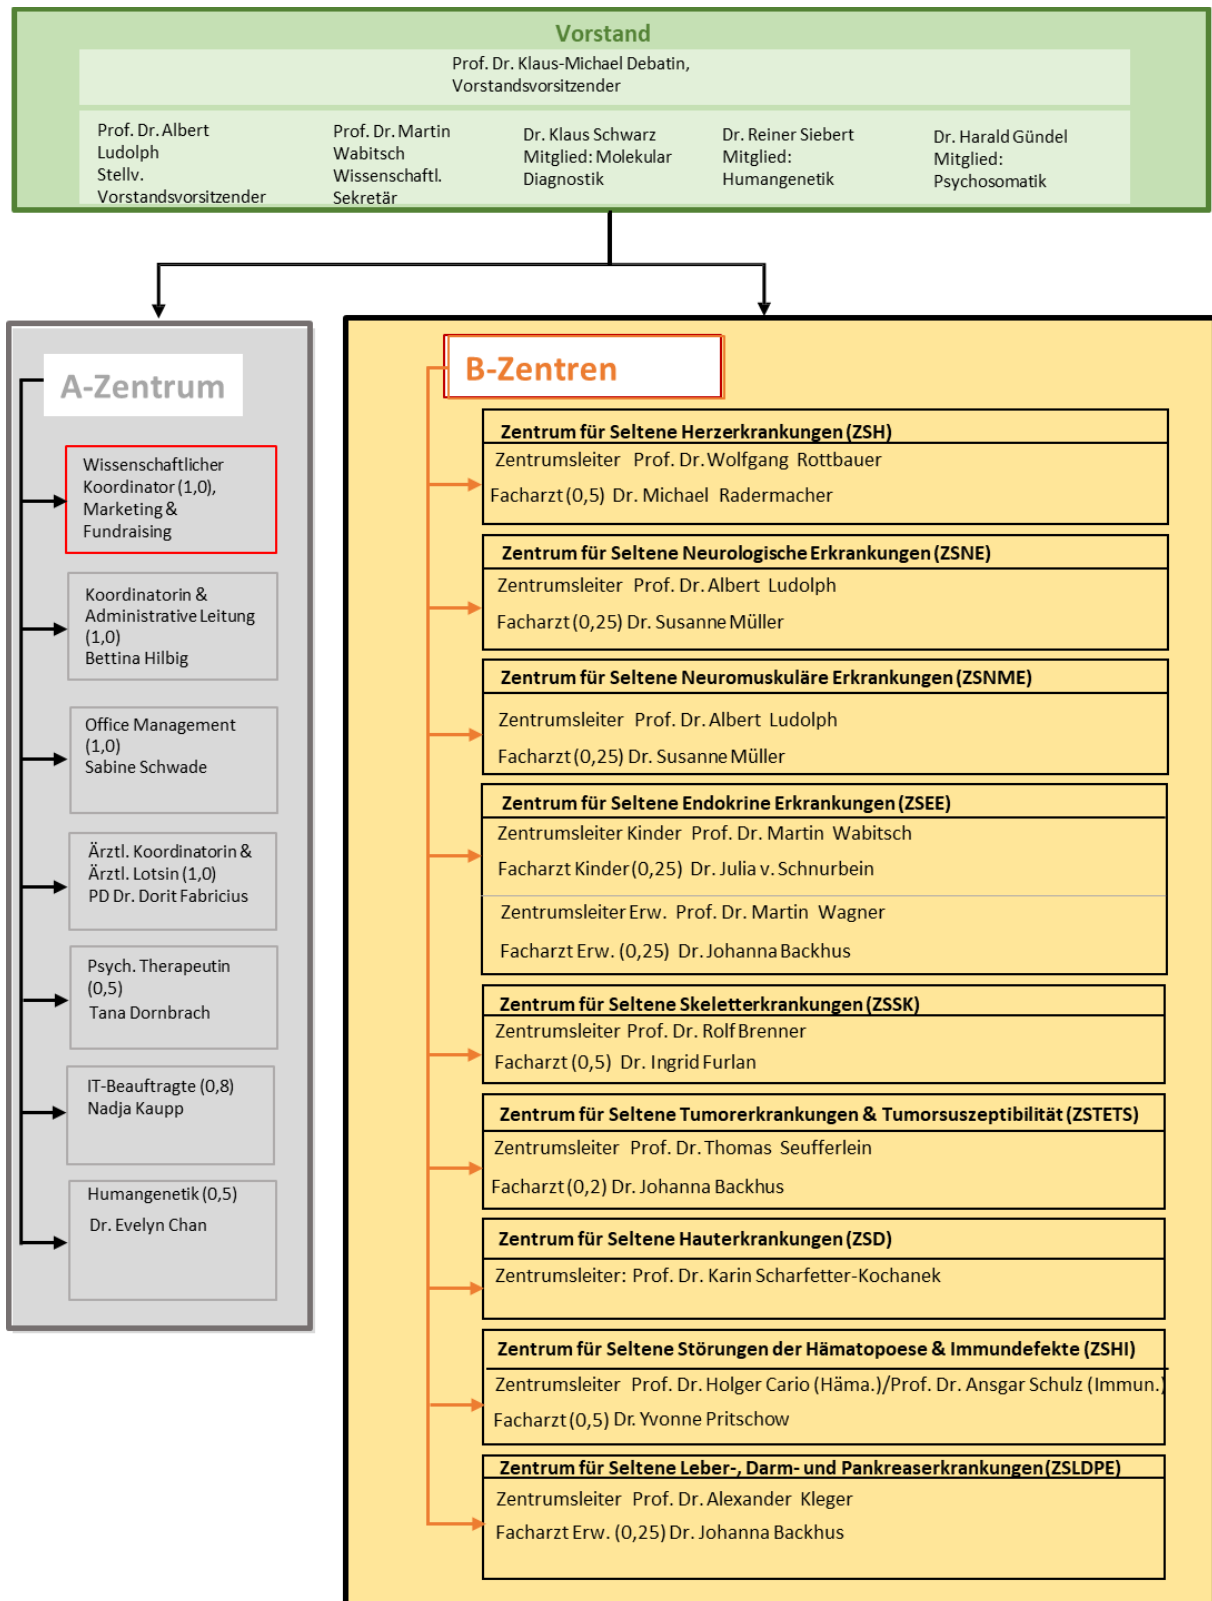 Vorstand
Prof. Dr. Klaus-Michael Debatin,
Vorstandsvorsitzender
Prof. Dr. Albert
Ludolph
Stellv.
Vorstandsvorsitzender
Prof. Dr. Martin
Wabitsch
Wissenschaftl.
Sekretär
Dr. Klaus Schwarz
Mitglied: Molekular
Diagnostik
Dr. Reiner Siebert
Mitglied:
Humangenetik
Dr. Harald Gündel
Mitglied:
Psychosomatik
A-Zentrum
Wissenschaftlicher
Koordinator (1,0),
Marketing &
Fundraising
Koordinatorin &
Administrative Leitung
(1,0)
Bettina Hilbig
Office Management
(1,0)
Sabine Schwade
Ärztl. Koordinatorin &
Ärztl. Lotsin (1,0)
PD Dr. Dorit Fabricius
Psych. Therapeutin
(0,5)
Tana Dornbrach
IT-Beauftragte (0,8)
Nadja Kaupp
Humangenetik (0,5)
Dr. Evelyn Chan
B-Zentren
Zentrum für Seltene Herzerkrankungen (ZSH)
Zentrumsleiter Prof. Dr. Wolfgang Rottbauer
Facharzt (0,5) Dr. Michael Radermacher
Zentrum für Seltene Neurologische Erkrankungen (ZSNE)
Zentrumsleiter Prof. Dr. Albert Ludolph
Facharzt (0,25) Dr. Susanne Müller
Zentrum für Seltene Neuromuskuläre Erkrankungen (ZSNME)
Zentrumsleiter Prof. Dr. Albert Ludolph
Facharzt (0,25) Dr. Susanne Müller
Zentrum für Seltene Endokrine Erkrankungen (ZSEE)
Zentrumsleiter Kinder Prof. Dr. Martin Wabitsch
Facharzt Kinder (0,25) Dr. Julia v. Schnurbein
Zentrumsleiter Erw. Prof. Dr. Martin Wagner
Facharzt Erw. (0,25) Dr. Johanna Backhus
Zentrum für Seltene Skeletterkrankungen (ZSSK)
Zentrumsleiter Prof. Dr. Rolf Brenner
Facharzt (0,5) Dr. Ingrid Furlan
Zentrum für Seltene Tumorerkrankungen & Tumorsuszeptibilität (ZSTETS)
Zentrumsleiter Prof. Dr. Thomas Seufferlein
Facharzt (0,2) Dr. Johanna Backhus
Zentrum für Seltene Hauterkrankungen (ZSD)
Zentrumsleiter: Prof. Dr. Karin Scharfetter-Kochanek
Zentrum für Seltene Störungen der Hämatopoese & Immundefekte (ZSHI)
Zentrumsleiter Prof. Dr. Holger Cario (Häma.)/Prof. Dr. Ansgar Schulz (Immun.)
Facharzt (0,5) Dr. Yvonne Pritschow
Zentrum für Seltene Leber-, Darm- und Pankreaserkrankungen (ZSLDPE)
Zentrumsleiter Prof. Dr. Alexander Kleger
Facharzt Erw. (0,25) Dr. Johanna Backhus